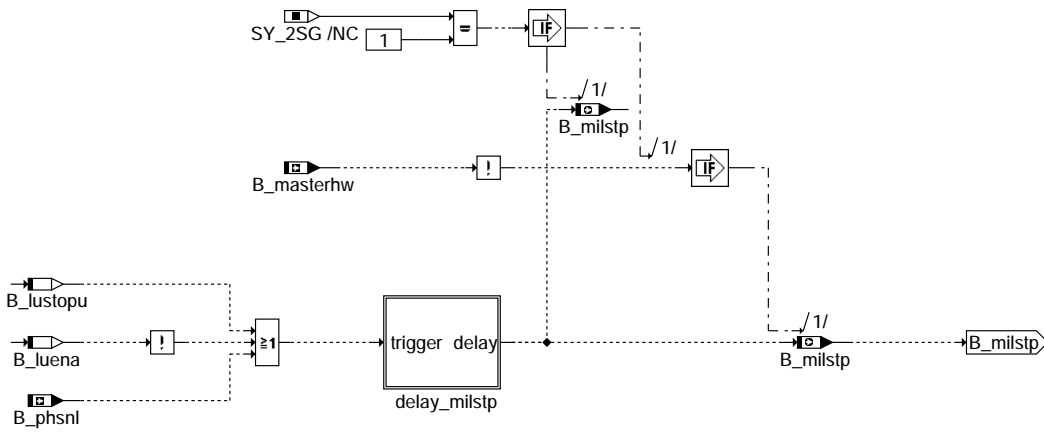 SY_2SG /NC
1
=
IF
/1/
B_milstp
/1/
B_masterhw
!
IF
B_lustopu
/1/
B_luena
!
≥1
trigger delay
B_milstp
B_milstp
B_phsnl
delay_milstp